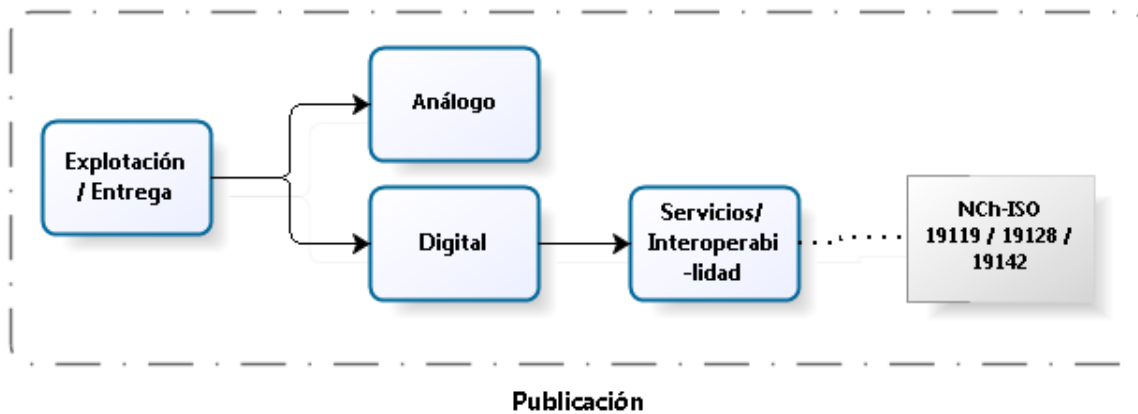 Análogo
Explotación
/ Entrega
Digital
Servicios/
Interoperabi
-lidad
NCh-ISO
19119 / 19128 /
19142
Publicación